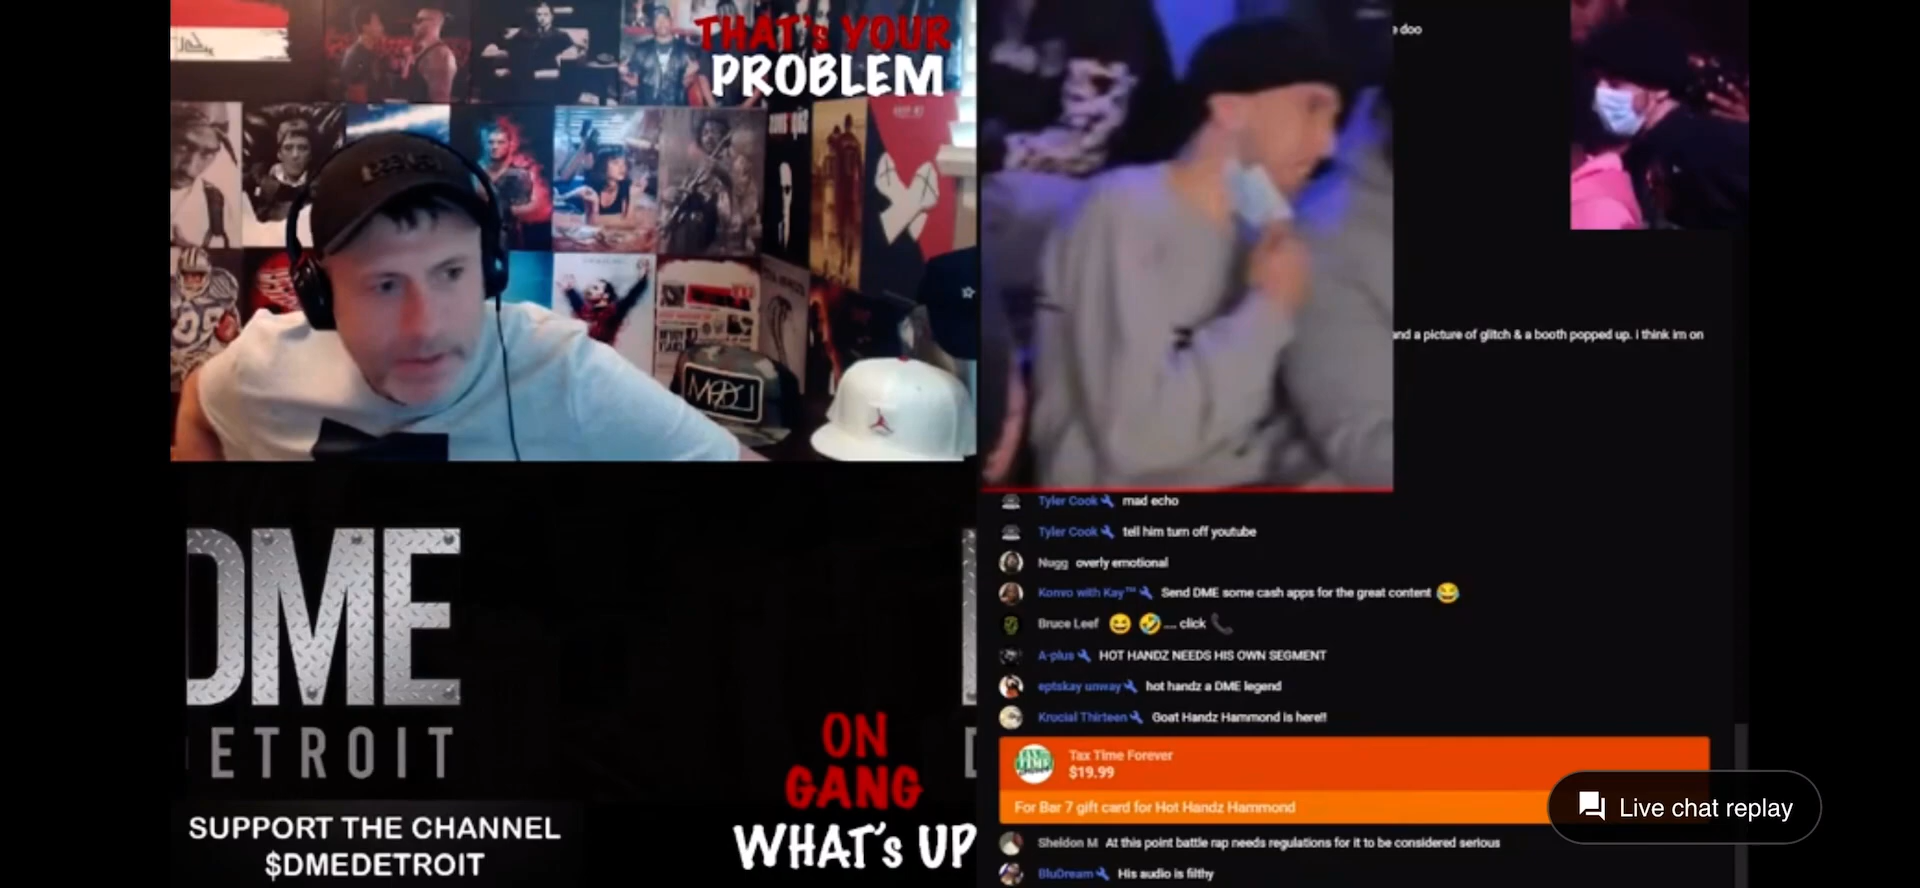 THAT's YOUR
PROBLEM
e doo
and a picture of glitch & a booth popped up. i think im on
DME
ETROIT
SUPPORT THE CHANNEL
$DMEDETROIT
ON
GANG
WHAT's UP
Tyler Cook mad echo
Tyler Cook tell him turn off youtube
Nugg overly emotional
Konvo with Kay™ Send DME some cash apps for the great content 😂
Bruce Leef 😆 🤣.... click 📞
A-plus HOT HANDZ NEEDS HIS OWN SEGMENT
eptskay unway hot handz a DME legend
Krucial Thirteen Goat Handz Hammond is here!!
Tax Time Forever
$19.99
For Bar 7 gift card for Hot Handz Hammond
Live chat replay
Sheldon M At this point battle rap needs regulations for it to be considered serious
BluDream His audio is filthy